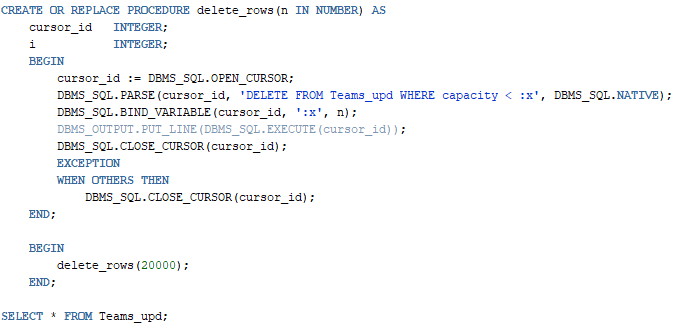 CREATE OR REPLACE PROCEDURE delete_rows(n IN NUMBER) AS
    cursor_id   INTEGER;
    i           INTEGER;
    BEGIN
        cursor_id := DBMS_SQL.OPEN_CURSOR;
        DBMS_SQL.PARSE(cursor_id, 'DELETE FROM Teams_upd WHERE capacity < :x', DBMS_SQL.NATIVE);
        DBMS_SQL.BIND_VARIABLE(cursor_id, ':x', n);
        DBMS_OUTPUT.PUT_LINE(DBMS_SQL.EXECUTE(cursor_id));
        DBMS_SQL.CLOSE_CURSOR(cursor_id);
        EXCEPTION
        WHEN OTHERS THEN
            DBMS_SQL.CLOSE_CURSOR(cursor_id);
    END;

    BEGIN
        delete_rows(20000);
    END;

SELECT * FROM Teams_upd;